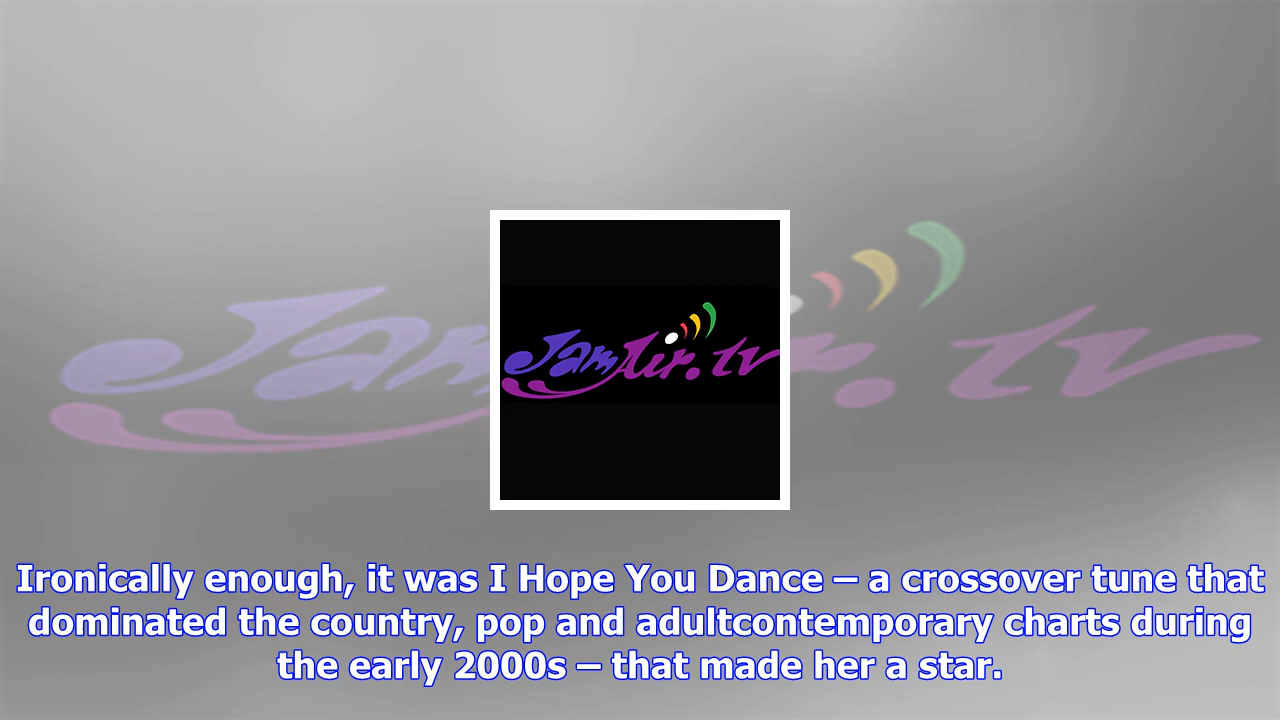 JamAir.tv
Ironically enough, it was I Hope You Dance – a crossover tune that
dominated the country, pop and adultcontemporary charts during
the early 2000s – that made her a star.